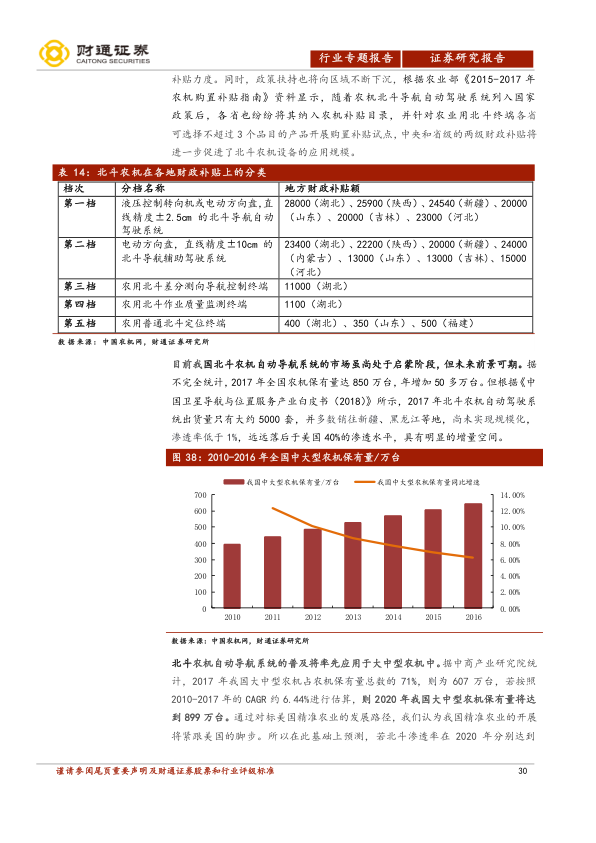 财通证券
CAITONG SECURITIES
行业专题报告 证券研究报告
补贴力度。同时，政策扶持也将向区域不断下沉，根据农业部《2015-2017 年
农机购置补贴指南》资料显示，随着农机北斗导航自动驾驶系统列入国家
政策后，各省也纷纷将其纳入农机补贴目录，并针对农业用北斗终端各省
可选择不超过 3 个品目的产品开展购置补贴试点，中央和省级的两级财政补贴将
进一步促进了北斗农机设备的应用规模。
表 14：北斗农机在各地财政补贴上的分类
档次 分档名称 地方财政补贴额
第一档 液压控制转向机或电动方向盘,直 28000（湖北）、25900（陕西）、24540（新疆）、20000
线精度±2.5cm 的北斗导航自动 （山东）、20000（吉林）、23000（河北）
驾驶系统
第二档 电动方向盘，直线精度±10cm 的 23400（湖北）、22200（陕西）、20000（新疆）、24000
北斗导航辅助驾驶系统 （内蒙古）、13000（山东）、13000（吉林）、15000
（河北）
第三档 农用北斗差分测向导航控制终端 11000（湖北）
第四档 农用北斗作业质量监测终端 1100（湖北）
第五档 农用普通北斗定位终端 400（湖北）、350（山东）、500（福建）
数据来源：中国农机网，财通证券研究所
目前我国北斗农机自动导航系统的市场虽尚处于启蒙阶段，但未来前景可期。据
不完全统计，2017 年全国农机保有量达 850 万台，年增加 50 多万台。但根据《中
国卫星导航与位置服务产业白皮书（2018）》所示，2017 年北斗农机自动驾驶系
统出货量只有大约 5000 套，并多数销往新疆、黑龙江等地，尚未实现规模化，
渗透率低于 1%，远远落后于美国 40%的渗透水平，具有明显的增量空间。
图 38：2010-2016 年全国中大型农机保有量/万台
我国中大型农机保有量/万台 我国中大型农机保有量同比增速
700 14.00%
600 12.00%
500 10.00%
400 8.00%
300 6.00%
200 4.00%
100 2.00%
0 0.00%
2010 2011 2012 2013 2014 2015 2016
数据来源：中国农机网，财通证券研究所
北斗农机自动导航系统的普及将率先应用于大中型农机中。据中商产业研究院统
计，2017 年我国大中型农机占农机保有量总数的 71%，则为 607 万台，若按照
2010-2017 年的 CAGR 约 6.44%进行估算，则 2020 年我国大中型农机保有量将达
到 899 万台。通过对标美国精准农业的发展路径，我们认为我国精准农业的开展
将紧跟美国的脚步。所以在此基础上预测，若北斗渗透率在 2020 年分别达到
谨请参阅尾页重要声明及财通证券股票和行业评级标准 30